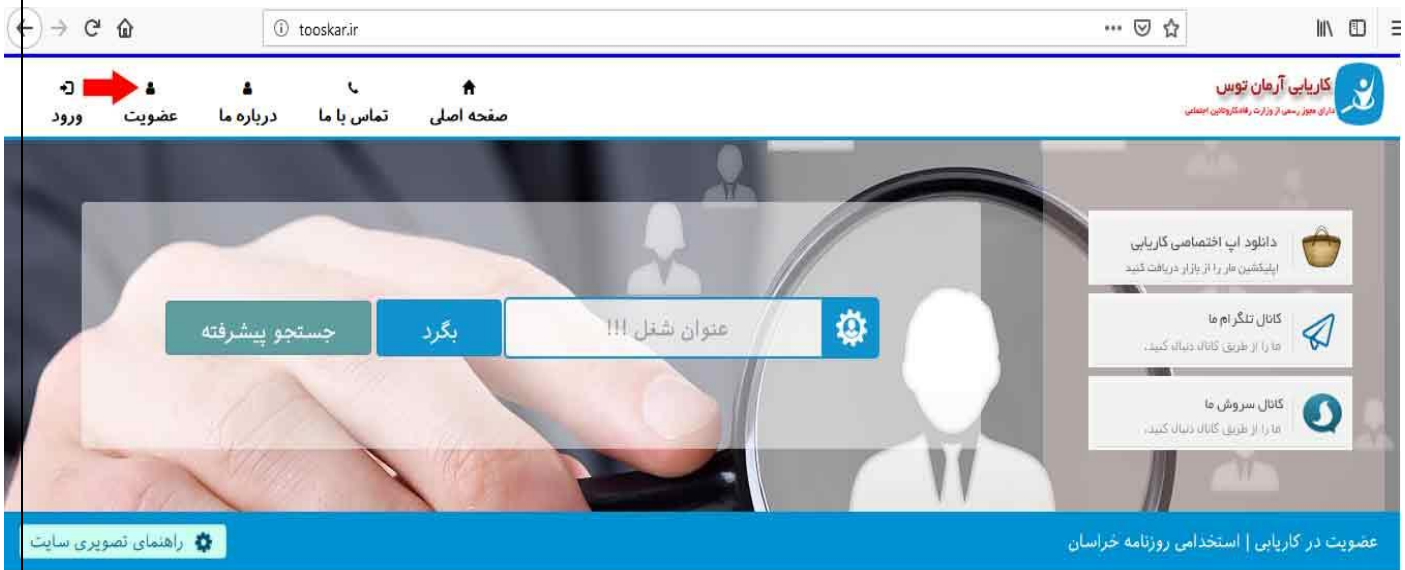 tooskar.ir
کاریابی آرمان توس
دارای مجوز رسمی از وزارت رفاه،کار و تامین اجتماعی
صفحه اصلی
تماس با ما
درباره ما
عضویت
ورود
دانلود اپ اختصاصی کاریابی
اپلیکشین مار را از بازار دریافت کنید
کانال تلگرام ما
ما را از طریق کانال دنبال کنید.
کانال سروش ما
ما را از طریق کانال دنبال کنید.
عنوان شغل !!!
بگرد
جستجو پیشرفته
عضویت در کاریابی | استخدامی روزنامه خراسان
راهنمای تصویری سایت